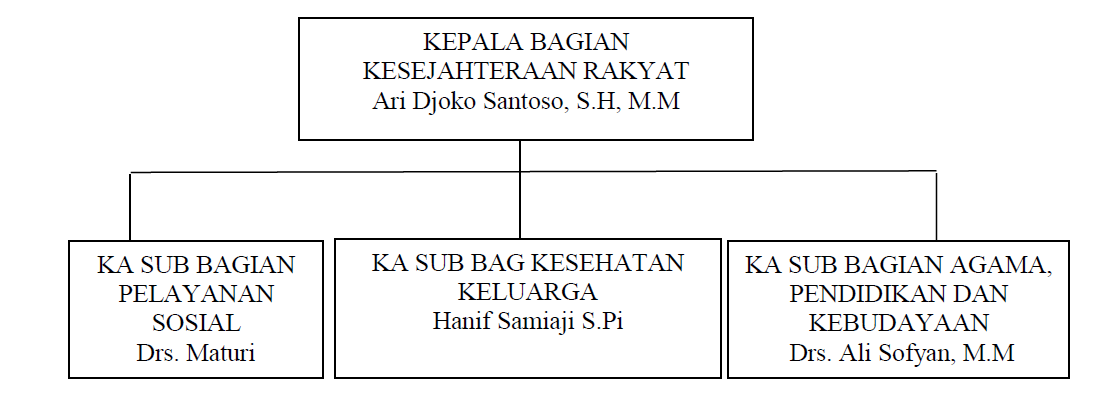 KEPALA BAGIAN
KESEJAHTERAAN RAKYAT
Ari Djoko Santoso, S.H, M.M
KA SUB BAGIAN
PELAYANAN
SOSIAL
Drs. Maturi
KA SUB BAG KESEHATAN
KELUARGA
Hanif Samiaji S.Pi
KA SUB BAGIAN AGAMA,
PENDIDIKAN DAN
KEBUDAYAAN
Drs. Ali Sofyan, M.M